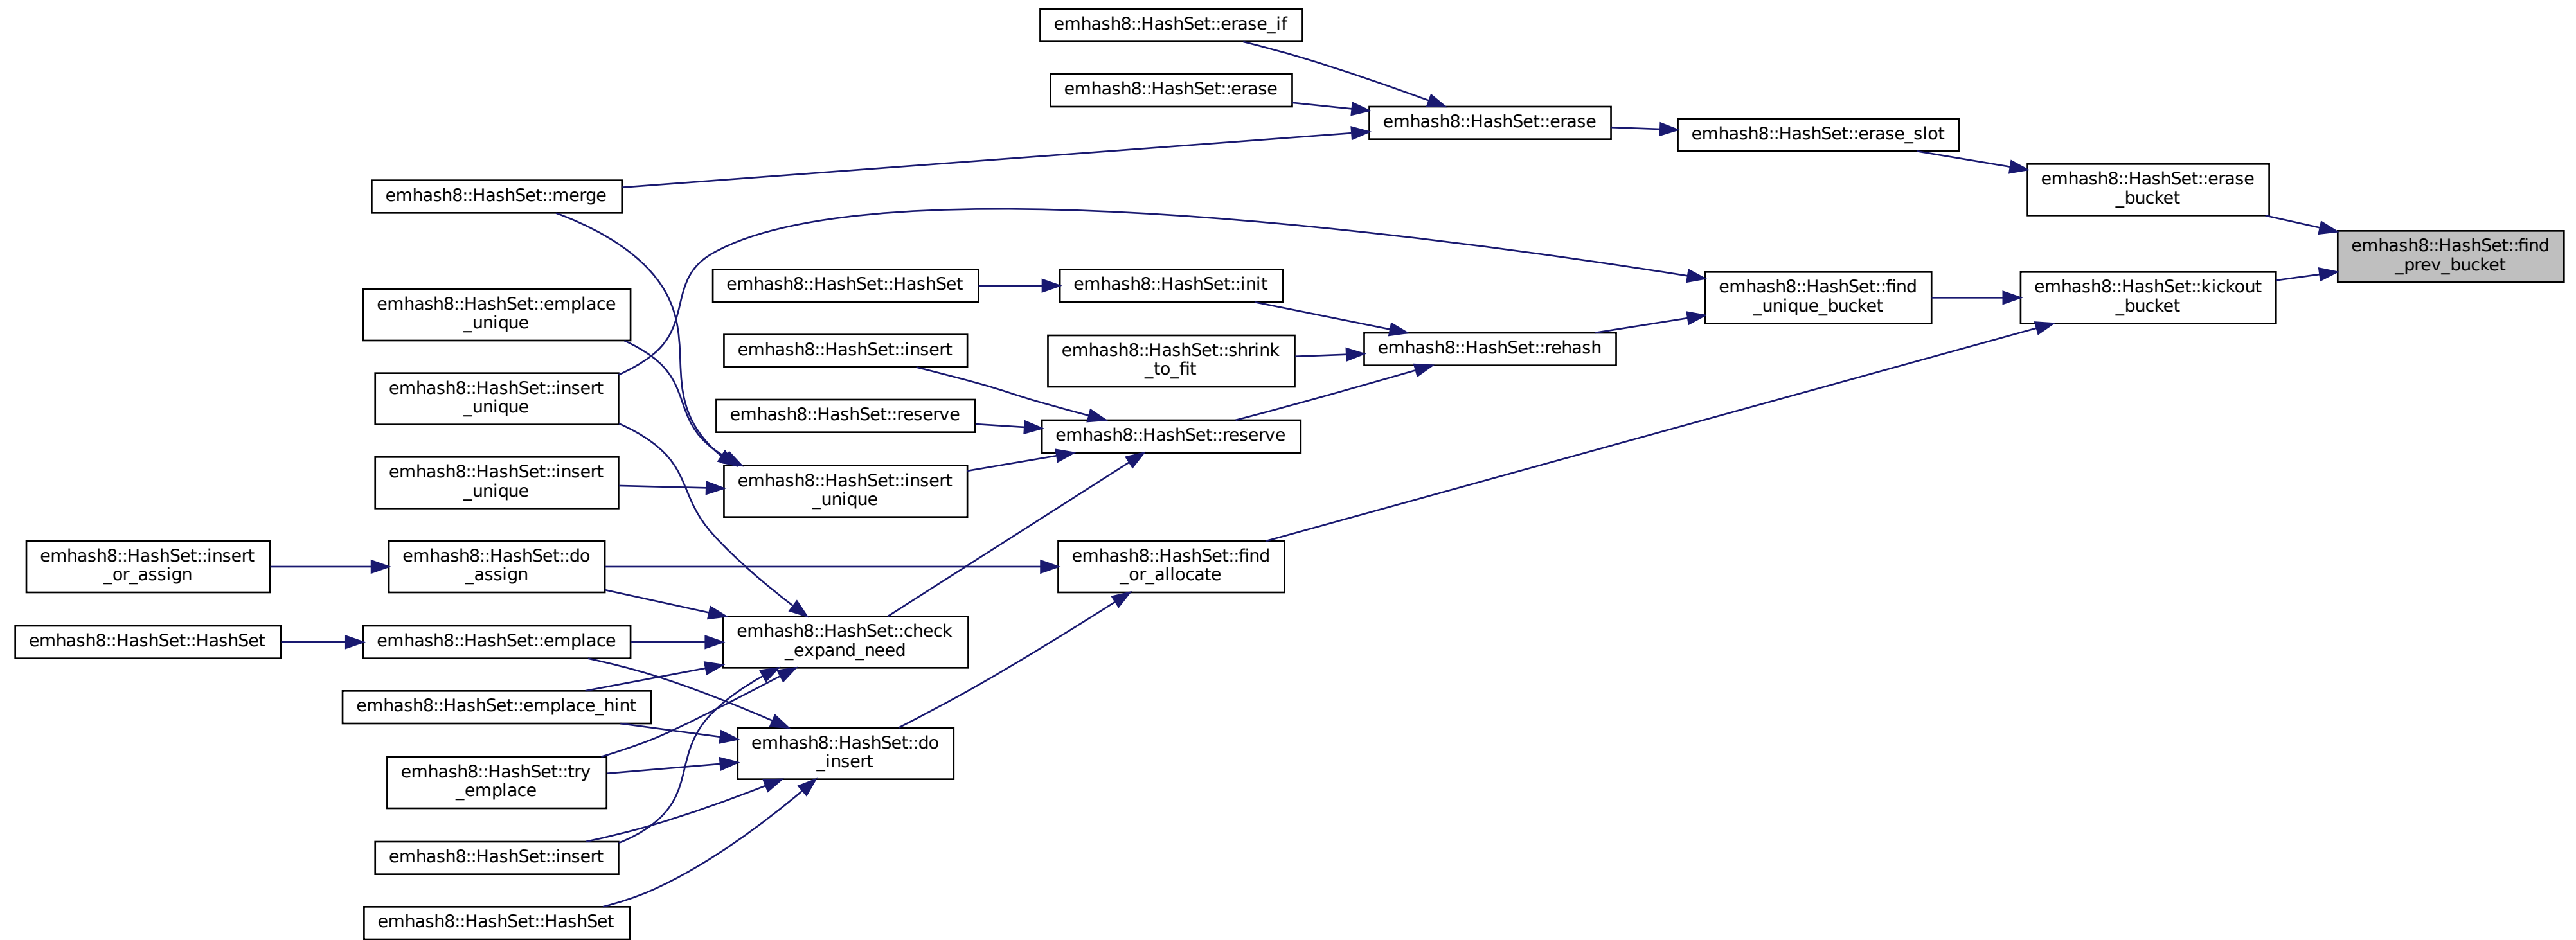 emhash8::HashSet::erase_if
emhash8::HashSet::erase
emhash8::HashSet::erase
emhash8::HashSet::erase_slot
emhash8::HashSet::erase
_bucket
emhash8::HashSet::merge
emhash8::HashSet::find
_prev_bucket
emhash8::HashSet::HashSet
emhash8::HashSet::init
emhash8::HashSet::find
_unique_bucket
emhash8::HashSet::kickout
_bucket
emhash8::HashSet::emplace
_unique
emhash8::HashSet::insert
emhash8::HashSet::shrink
_to_fit
emhash8::HashSet::rehash
emhash8::HashSet::insert
_unique
emhash8::HashSet::reserve
emhash8::HashSet::reserve
emhash8::HashSet::insert
_unique
emhash8::HashSet::insert
_unique
emhash8::HashSet::insert
_or_assign
emhash8::HashSet::do
_assign
emhash8::HashSet::find
_or_allocate
emhash8::HashSet::HashSet
emhash8::HashSet::emplace
emhash8::HashSet::check
_expand_need
emhash8::HashSet::emplace_hint
emhash8::HashSet::do
_insert
emhash8::HashSet::try
_emplace
emhash8::HashSet::insert
emhash8::HashSet::HashSet